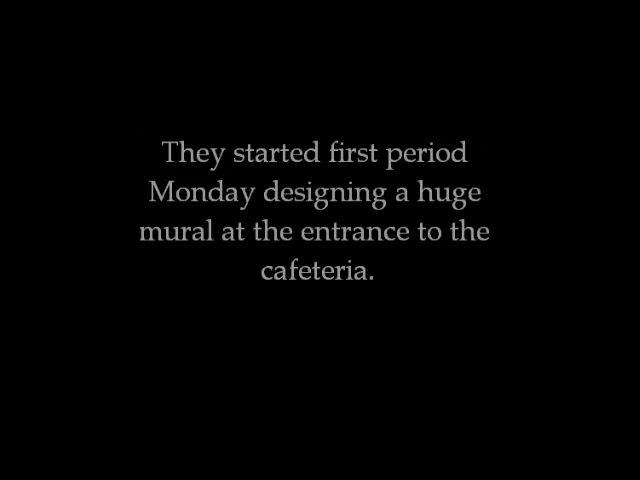 They started first period
Monday designing a huge
mural at the entrance to the
cafeteria.